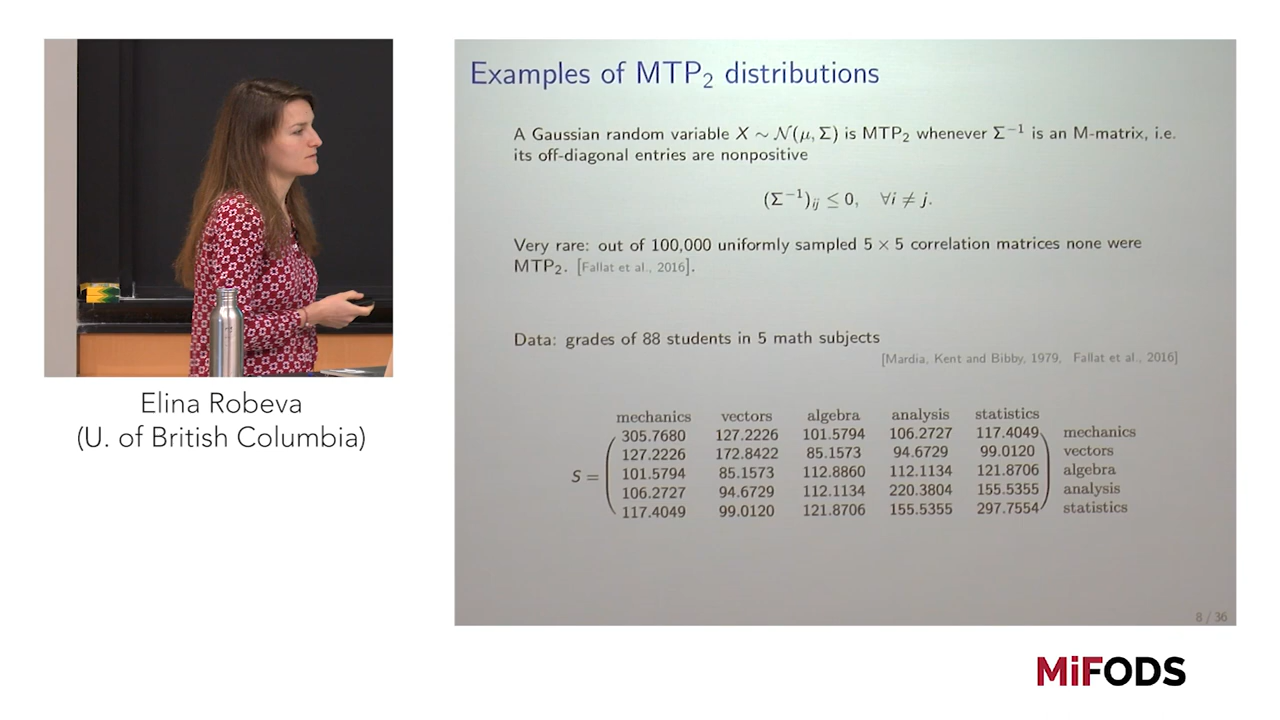 Examples of MTP₂ distributions
A Gaussian random variable X ∼ N(μ, Σ) is MTP₂ whenever Σ⁻¹ is an M-matrix, i.e.
its off-diagonal entries are nonpositive
(Σ⁻¹)ᵢⱼ ≤ 0, ∀i ≠ j.
Very rare: out of 100,000 uniformly sampled 5 × 5 correlation matrices none were
MTP₂. [Fallat et al., 2016].
Data: grades of 88 students in 5 math subjects
[Mardia, Kent and Bibby, 1979, Fallat et al., 2016]
mechanics vectors algebra analysis statistics
305.7680 127.2226 101.5794 106.2727 117.4049 mechanics
127.2226 172.8422 85.1573 94.6729 99.0120 vectors
S = 101.5794 85.1573 112.8860 112.1134 121.8706 algebra
106.2727 94.6729 112.1134 220.3804 155.5355 analysis
117.4049 99.0120 121.8706 155.5355 297.7554 statistics
8 / 36
Elina Robeva
(U. of British Columbia)
MiFODS